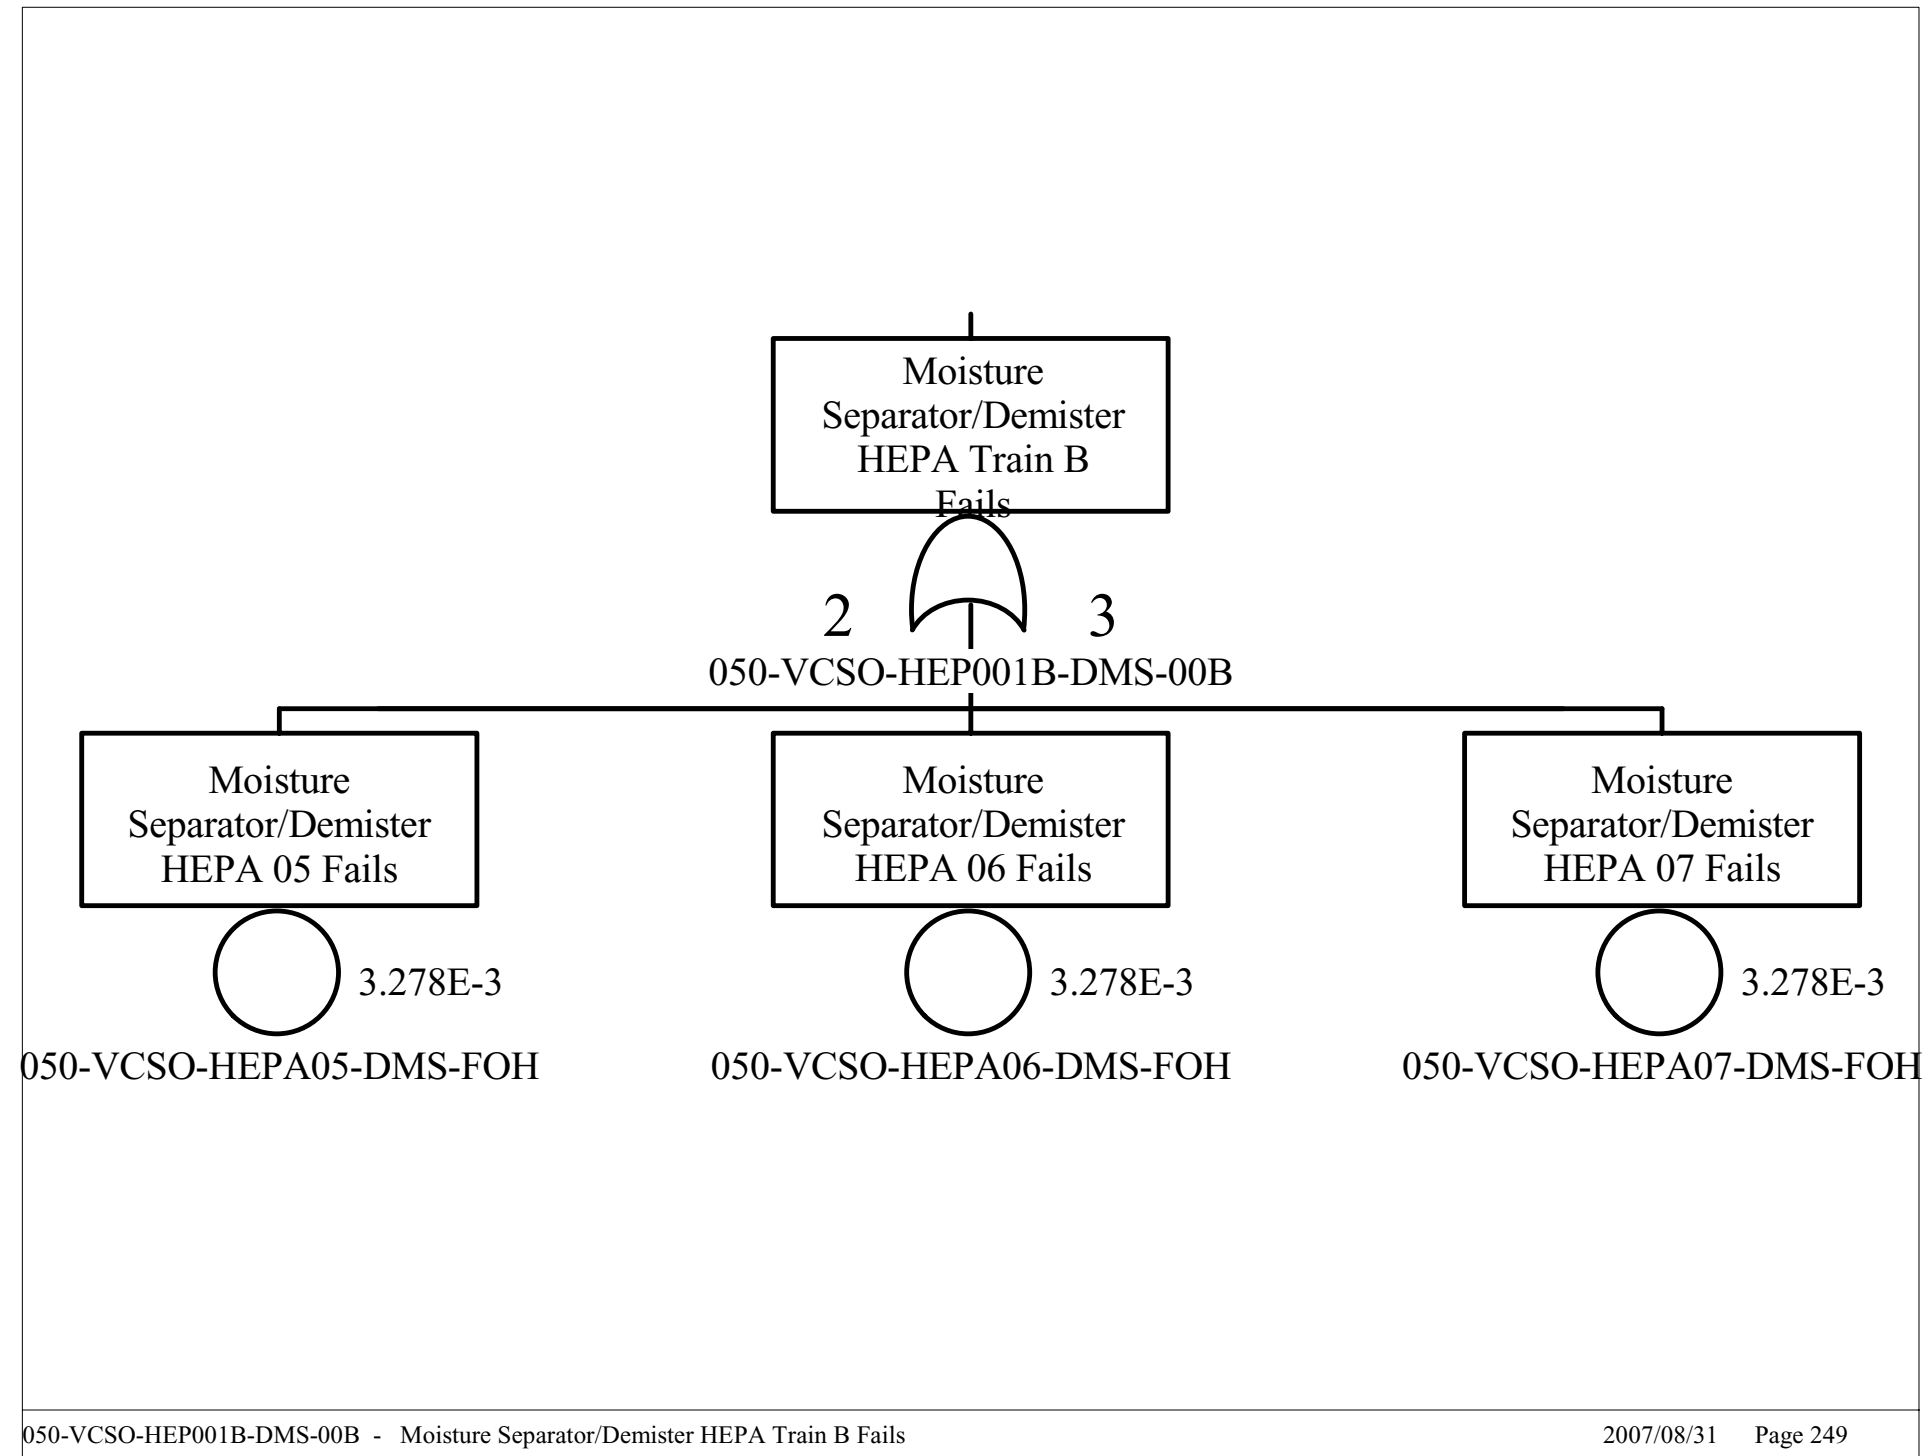 Moisture
Separator/Demister
HEPA Train B
Fails
2 3
050-VCSO-HEP001B-DMS-00B
Moisture
Separator/Demister
HEPA 05 Fails
3.278E-3
050-VCSO-HEPA05-DMS-FOH
Moisture
Separator/Demister
HEPA 06 Fails
3.278E-3
050-VCSO-HEPA06-DMS-FOH
Moisture
Separator/Demister
HEPA 07 Fails
3.278E-3
050-VCSO-HEPA07-DMS-FOH
050-VCSO-HEP001B-DMS-00B - Moisture Separator/Demister HEPA Train B Fails 2007/08/31 Page 249